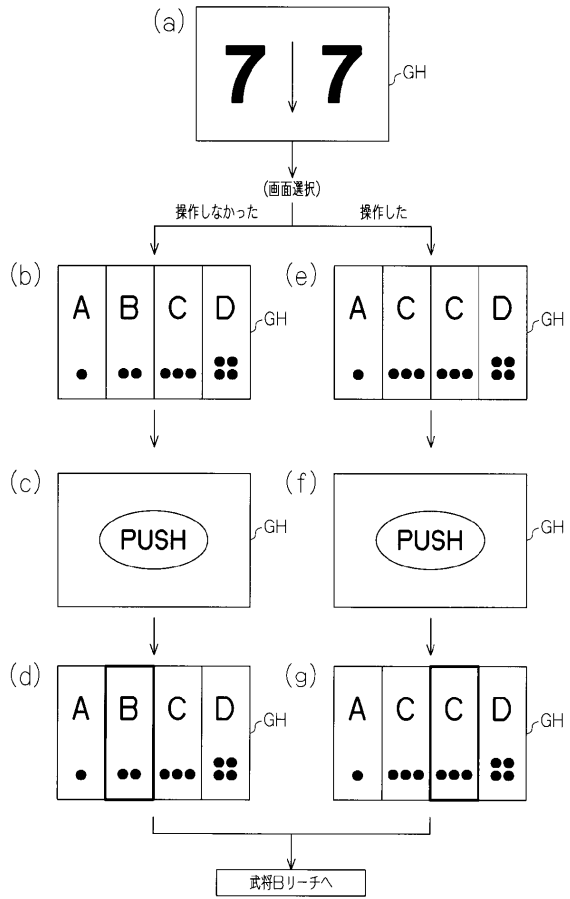 (a)
7 7
GH
(画面選択)
操作しなかった 操作した
(b) (e)
A B C D GH A C C D GH
(c) (f)
PUSH GH PUSH GH
(d) (g)
A B C D GH A C C D GH
武将Bリーチへ